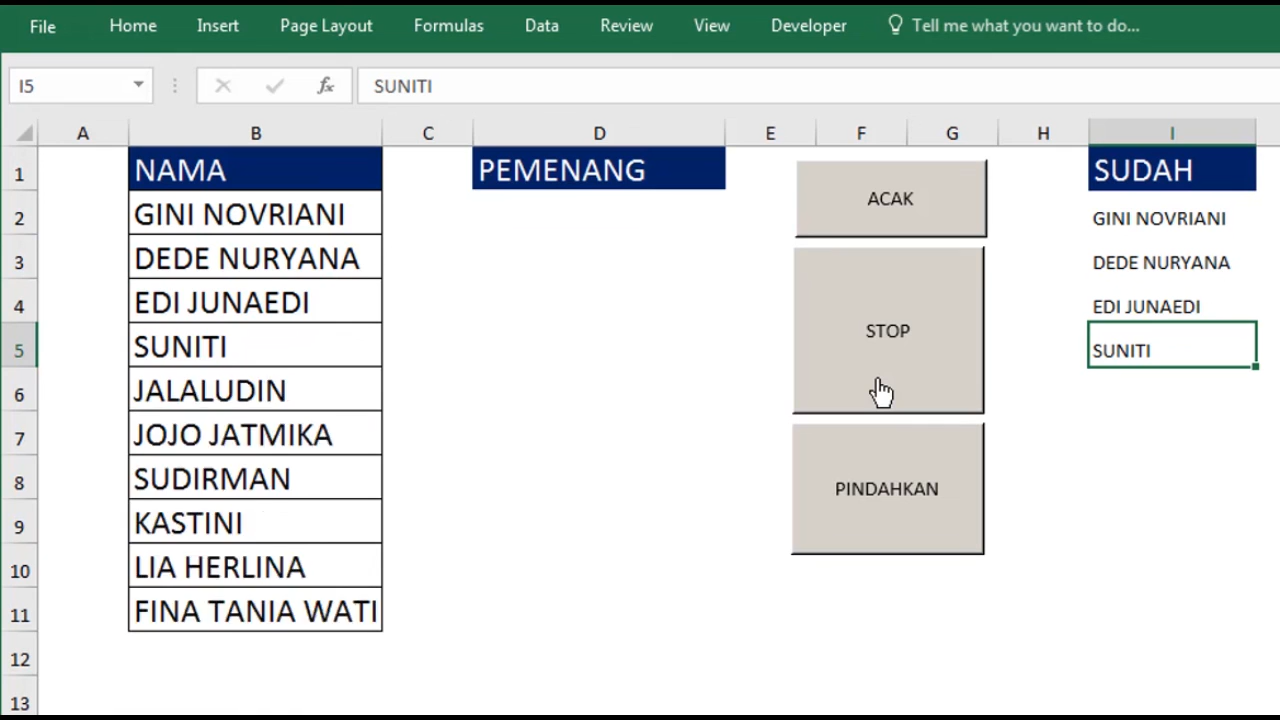 File Home Insert Page Layout Formulas Data Review View Developer Tell me what you want to do...
I5 fx SUNITI
A B C D E F G H I
1 NAMA PEMENANG SUDAH
ACAK
2 GINI NOVRIANI GINI NOVRIANI
3 DEDE NURYANA DEDE NURYANA
4 EDI JUNAEDI EDI JUNAEDI
STOP
5 SUNITI SUNITI
6 JALALUDIN
7 JOJO JATMIKA
8 SUDIRMAN
PINDAHKAN
9 KASTINI
10 LIA HERLINA
11 FINA TANIA WATI
12
13